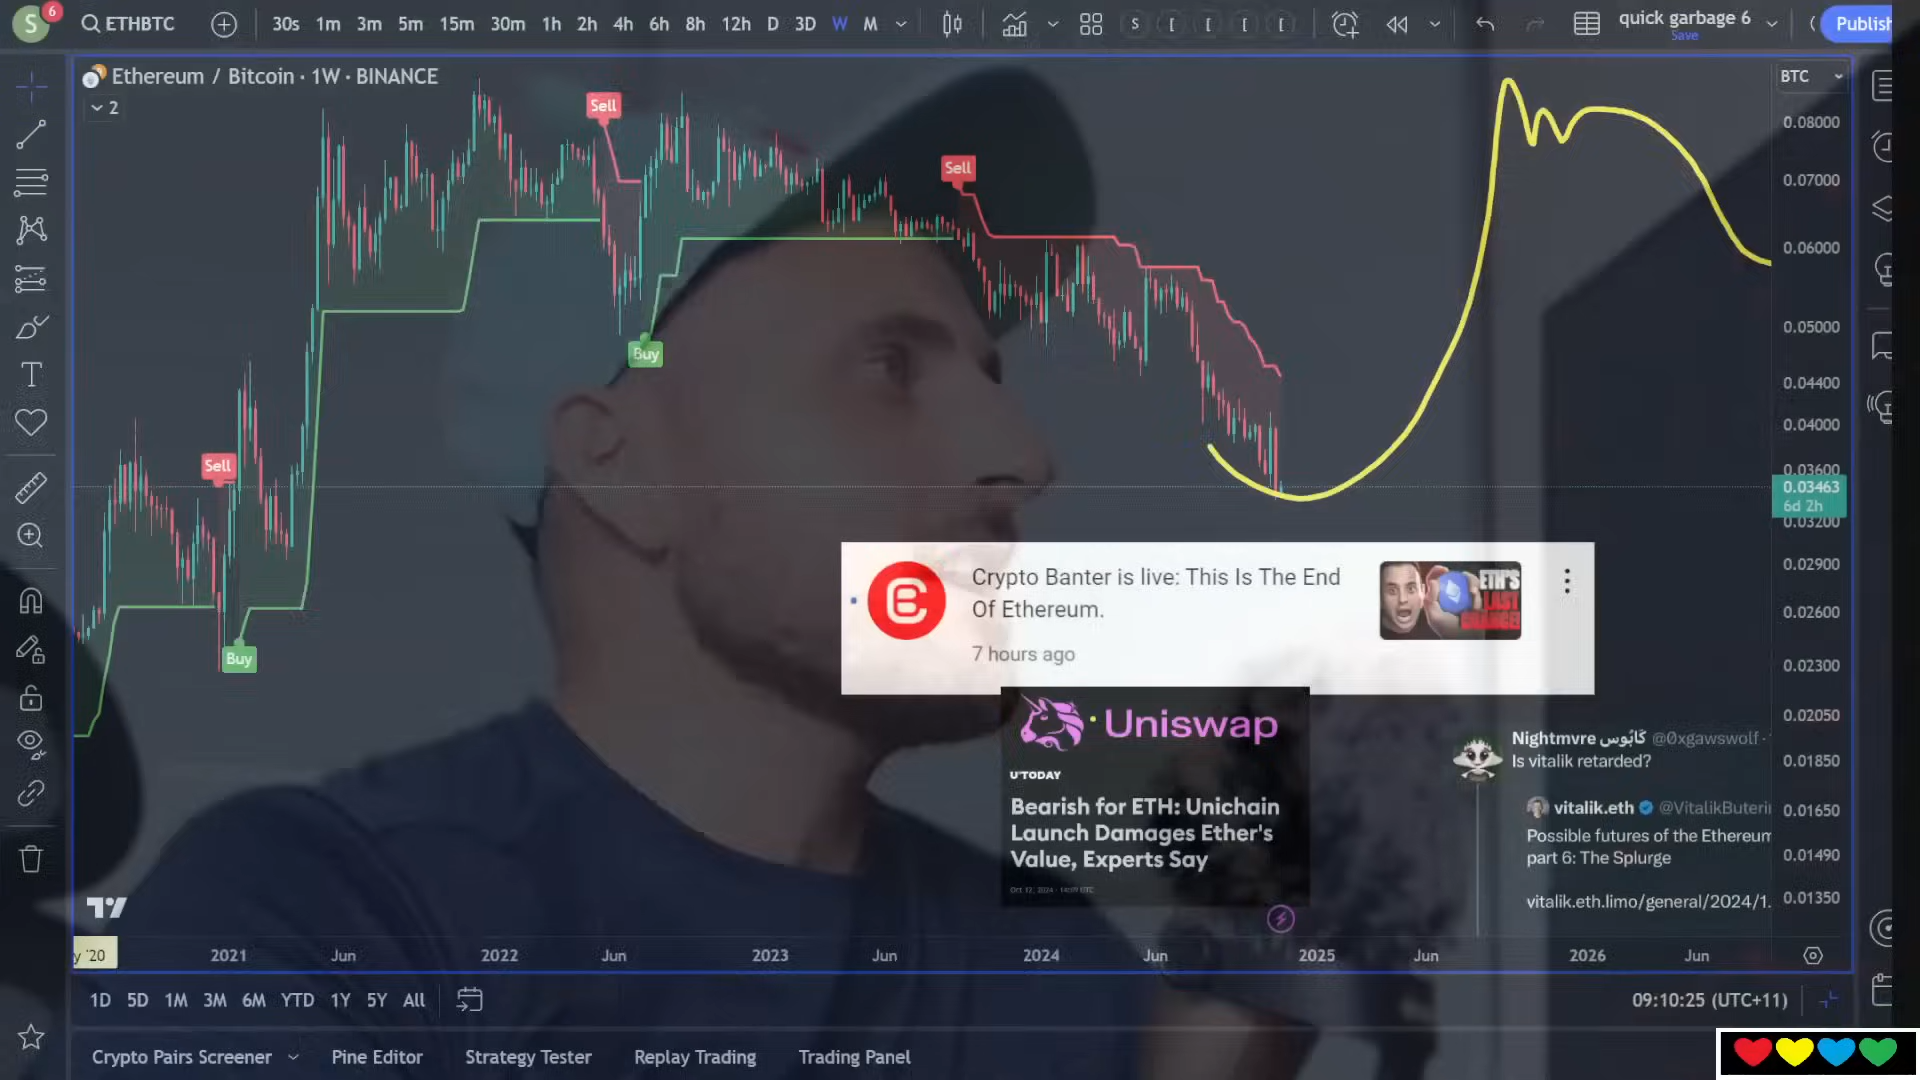 S
6
ETHBTC
30s 1m 3m 5m 15m 30m 1h 2h 4h 6h 8h 12h D 3D W M
S [ [ [ [
quick garbage 6
Save
Publish
Ethereum / Bitcoin · 1W · BINANCE
2
BTC
Sell
Sell
Sell
Buy
Buy
0.08000
0.07000
0.06000
0.05000
0.04400
0.04000
0.03600
0.03463
6d 2h
0.03200
0.02900
0.02600
0.02300
0.02050
0.01850
0.01650
0.01490
0.01350
Crypto Banter is live: This Is The End
Of Ethereum.
7 hours ago
ETH'S
LAST
CHANCE!
Uniswap
U'TODAY
Bearish for ETH: Unichain
Launch Damages Ether's
Value, Experts Say
Nightmvre كَابُوس @0xgawswolf ·
Is vitalik retarded?
vitalik.eth @VitalikButerin
Possible futures of the Ethereum
part 6: The Splurge
vitalik.eth.limo/general/2024/1.
y '20 2021 Jun 2022 Jun 2023 Jun 2024 Jun 2025 Jun 2026 Jun
1D 5D 1M 3M 6M YTD 1Y 5Y All
09:10:25 (UTC+11)
Crypto Pairs Screener Pine Editor Strategy Tester Replay Trading Trading Panel